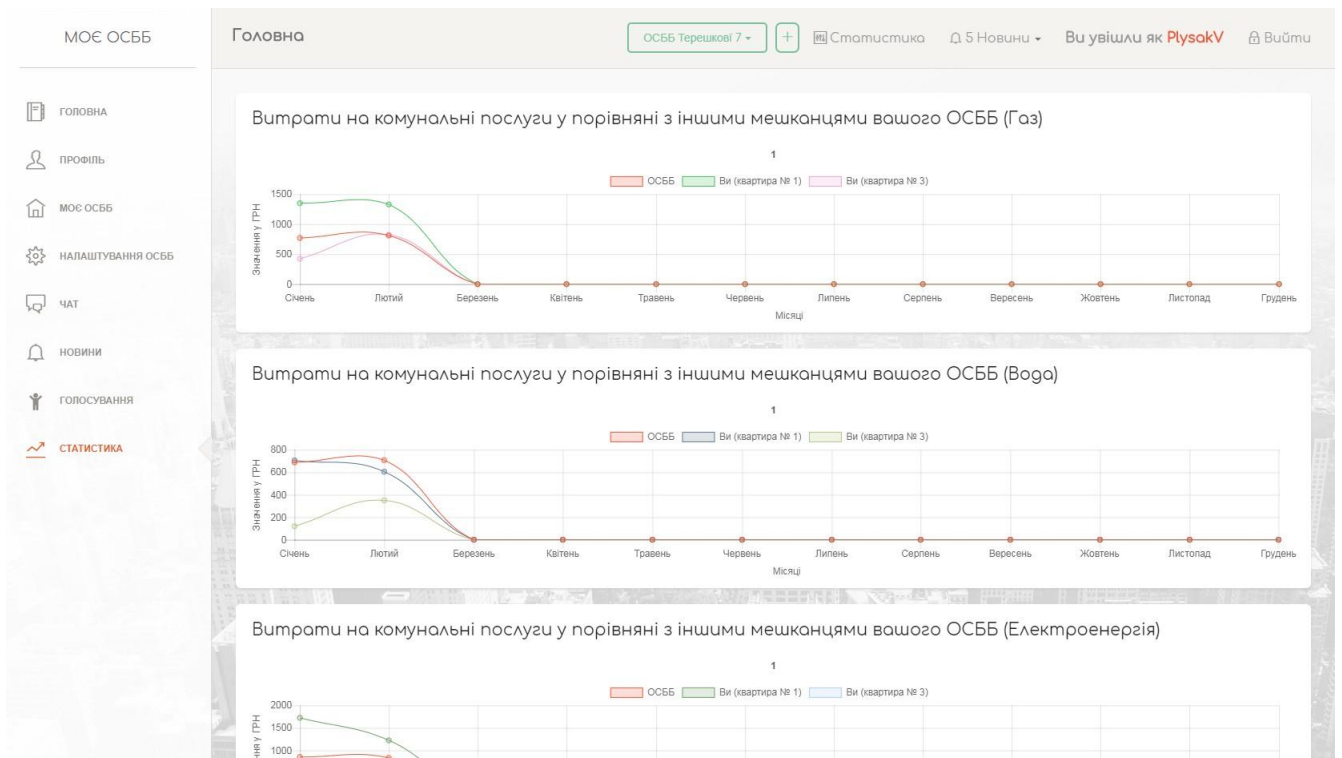 МОЄ ОСББ
Головна
ОСББ Терешкові 7
Статистика
5 Новини
Ви увійшли як PlysakV
Вийти
ГОЛОВНА
ПРОФІЛЬ
МОЄ ОСББ
НАЛАШТУВАННЯ ОСББ
ЧАТ
НОВИНИ
ГОЛОСУВАННЯ
СТАТИСТИКА
Витрати на комунальні послуги у порівняні з іншими мешканцями вашого ОСББ (Газ)
1
ОСББ Ви (квартира № 1) Ви (квартира № 3)
Значення у ГРН
1500
1000
500
0
Січень Лютий Березень Квітень Травень Червень Липень Серпень Вересень Жовтень Листопад Грудень
Місяці
Витрати на комунальні послуги у порівняні з іншими мешканцями вашого ОСББ (Вода)
1
ОСББ Ви (квартира № 1) Ви (квартира № 3)
Значення у ГРН
800
600
400
200
0
Січень Лютий Березень Квітень Травень Червень Липень Серпень Вересень Жовтень Листопад Грудень
Місяці
Витрати на комунальні послуги у порівняні з іншими мешканцями вашого ОСББ (Електроенергія)
1
ОСББ Ви (квартира № 1) Ви (квартира № 3)
ння у ГРН
2000
1500
1000